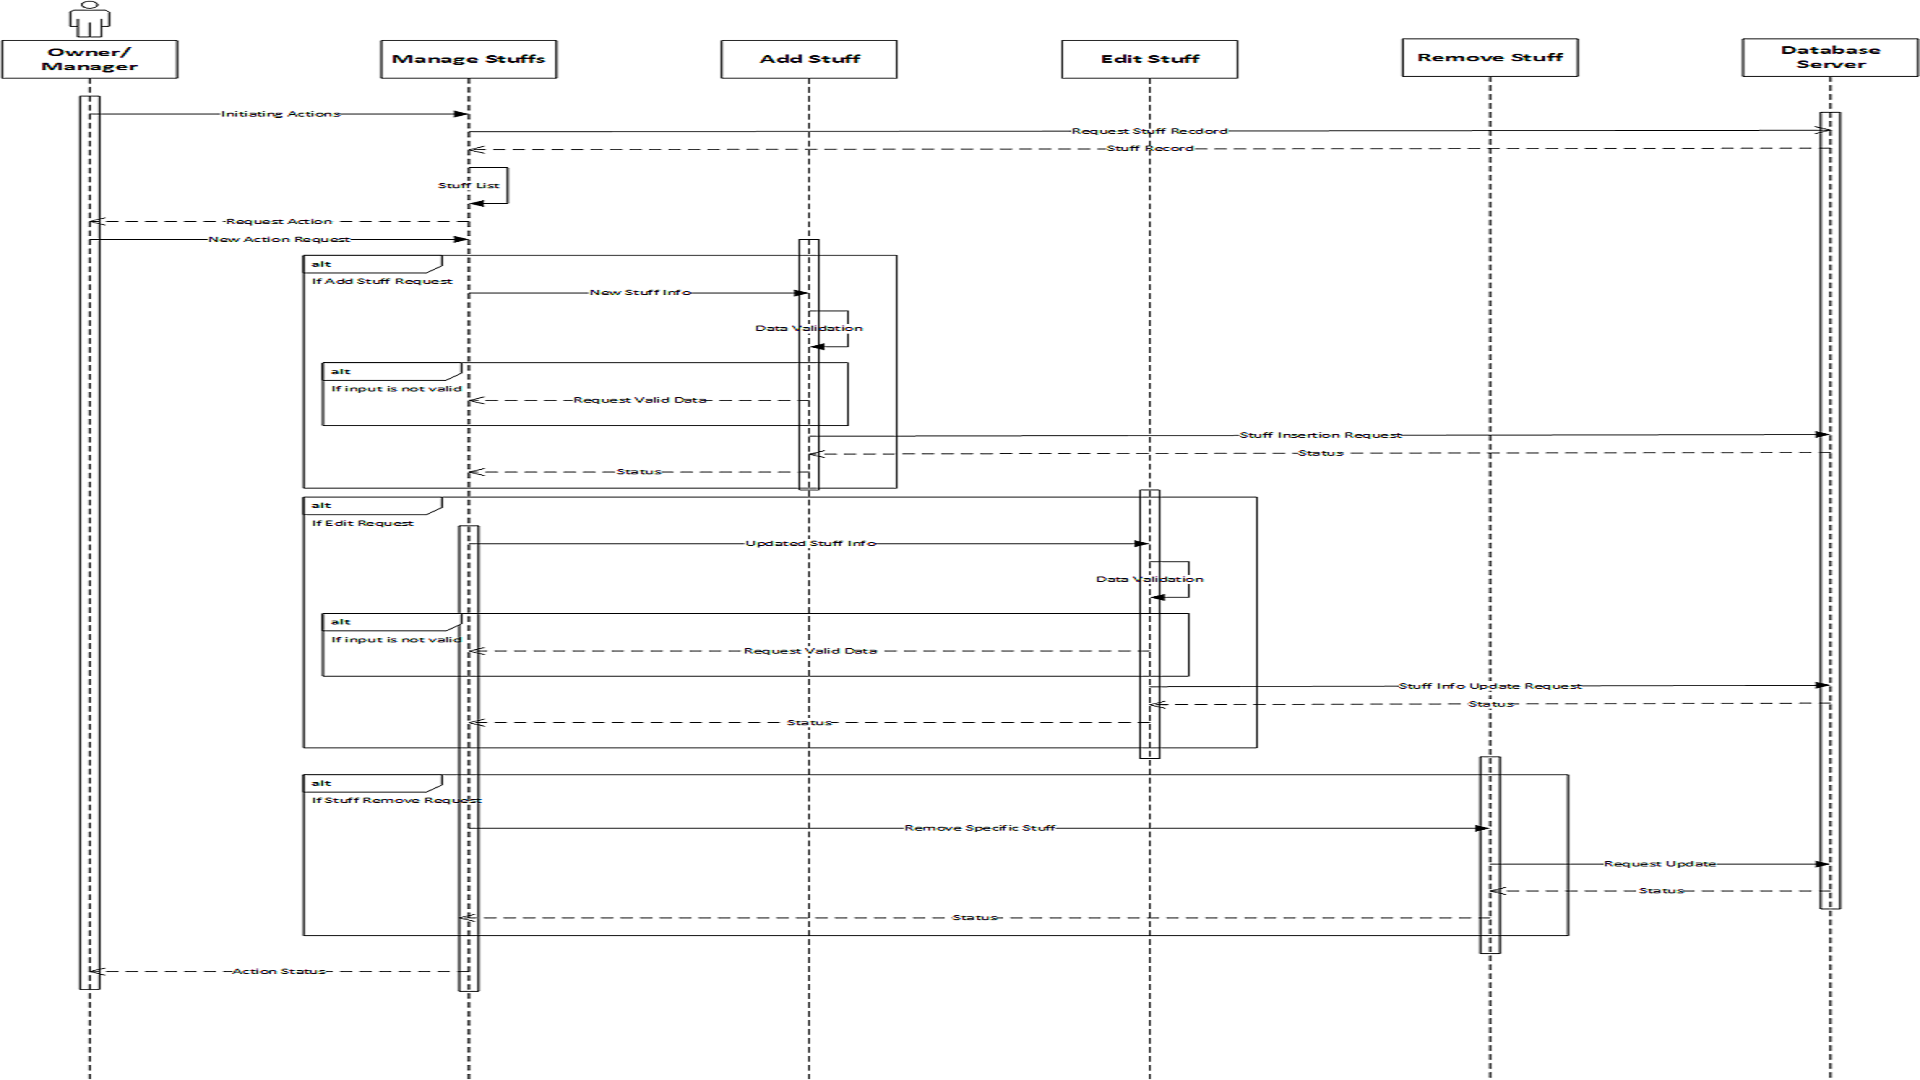 Owner/
Manager
Manage Stuffs
Add Stuff
Edit Stuff
Remove Stuff
Database
Server
Initiating Actions
Request Stuff Recdord
Stuff Record
Stuff List
Request Action
New Action Request
alt
If Add Stuff Request
New Stuff Info
Data Validation
alt
If input is not valid
Request Valid Data
Stuff Insertion Request
Status
Status
alt
If Edit Request
Updated Stuff Info
Data Validation
alt
If input is not valid
Request Valid Data
Stuff Info Update Request
Status
Status
alt
If Stuff Remove Request
Remove Specific Stuff
Request Update
Status
Status
Action Status